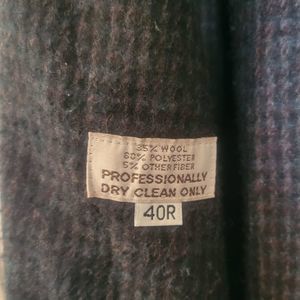 35% WOOL
60% POLYESTER
5% OTHER FIBER
PROFESSIONALLY
DRY CLEAN ONLY
40R